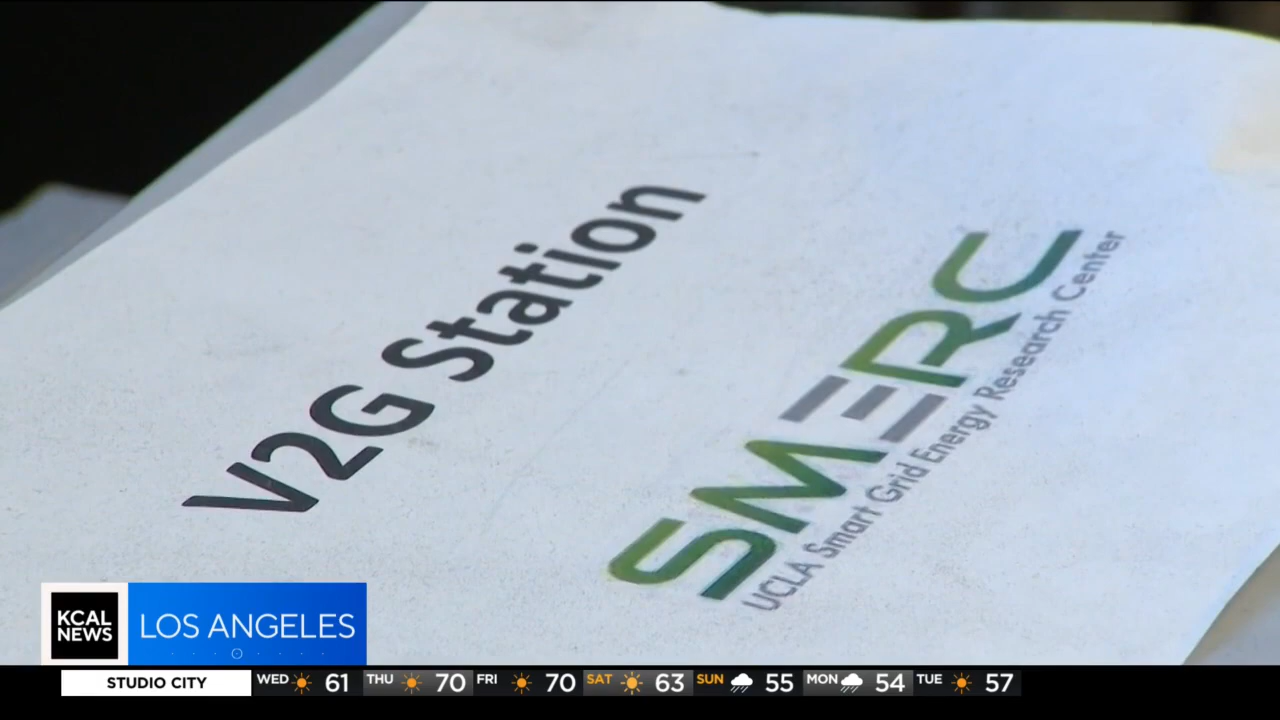 V2G Station
SMERC
UCLA Smart Grid Energy Research Center
KCAL
NEWS
LOS ANGELES
STUDIO CITY
WED 61 THU 70 FRI 70 SAT 63 SUN 55 MON 54 TUE 57